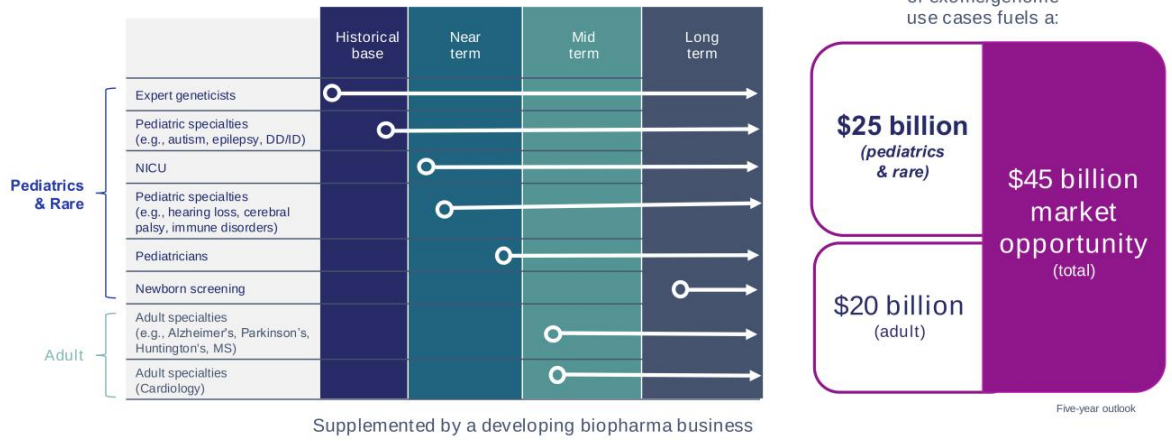 of exome/genome
use cases fuels a:
Historical
base
Near
term
Mid
term
Long
term
Pediatrics
& Rare
Expert geneticists
Pediatric specialties
(e.g., autism, epilepsy, DD/ID)
NICU
Pediatric specialties
(e.g., hearing loss, cerebral
palsy, immune disorders)
Pediatricians
Newborn screening
Adult
Adult specialties
(e.g., Alzheimer's, Parkinson's,
Huntington's, MS)
Adult specialties
(Cardiology)
Supplemented by a developing biopharma business
$25 billion
(pediatrics
& rare)
$20 billion
(adult)
$45 billion
market
opportunity
(total)
Five-year outlook